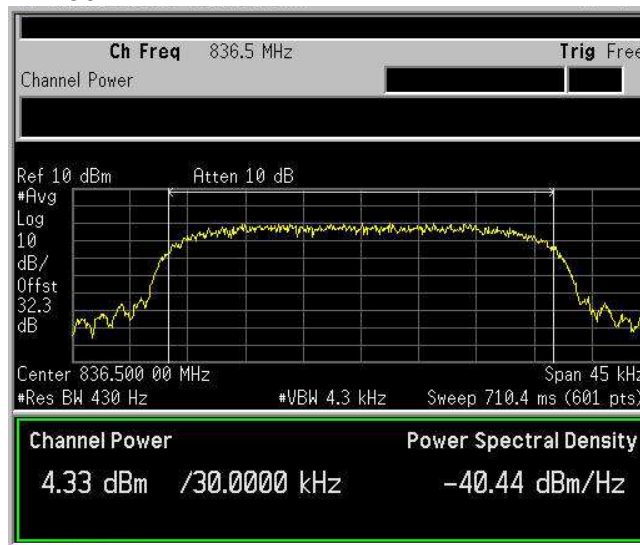 Ch Freq 836.5 MHz Trig Free
Channel Power
Ref 10 dBm Atten 10 dB
#Avg
Log
10
dB/
Offst
32.3
dB
Center 836.500 00 MHz Span 45 kHz
#Res BW 430 Hz #VBW 4.3 kHz Sweep 710.4 ms (601 pts)
Channel Power Power Spectral Density
4.33 dBm /30.0000 kHz -40.44 dBm/Hz